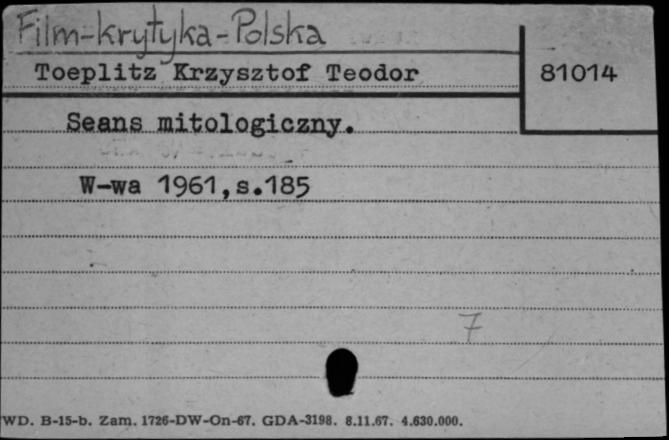 Film-krytyka-Polska
Toeplitz Krzysztof Teodor
81014
Seans mitologiczny.
W-wa 1961,s.185
7
WD. B-15-b. Zam. 1726-DW-On-67. GDA-3198. 8.11.67. 4.630.000.